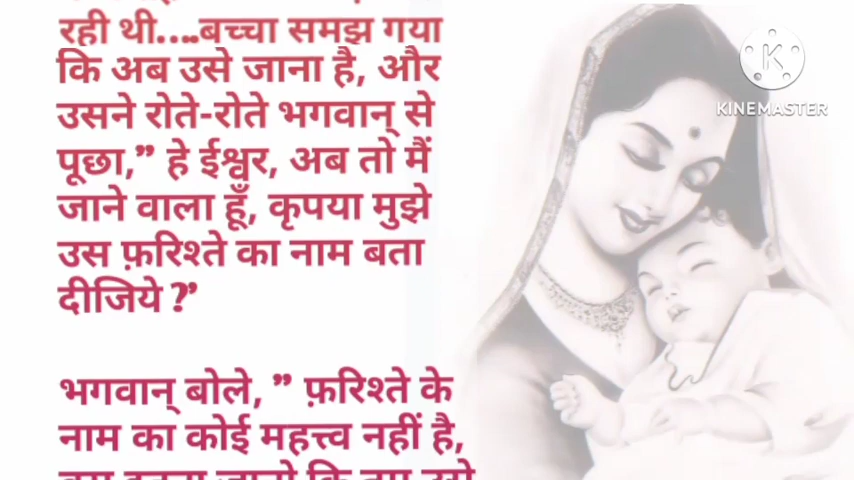 रही थी....बच्चा समझ गया
कि अब उसे जाना है, और
उसने रोते-रोते भगवान् से
पूछा,” हे ईश्वर, अब तो मैं
जाने वाला हूँ, कृपया मुझे
उस फ़रिश्ते का नाम बता
दीजिये ?”
भगवान् बोले, ” फ़रिश्ते के
नाम का कोई महत्त्व नहीं है,
K
KINEMASTER